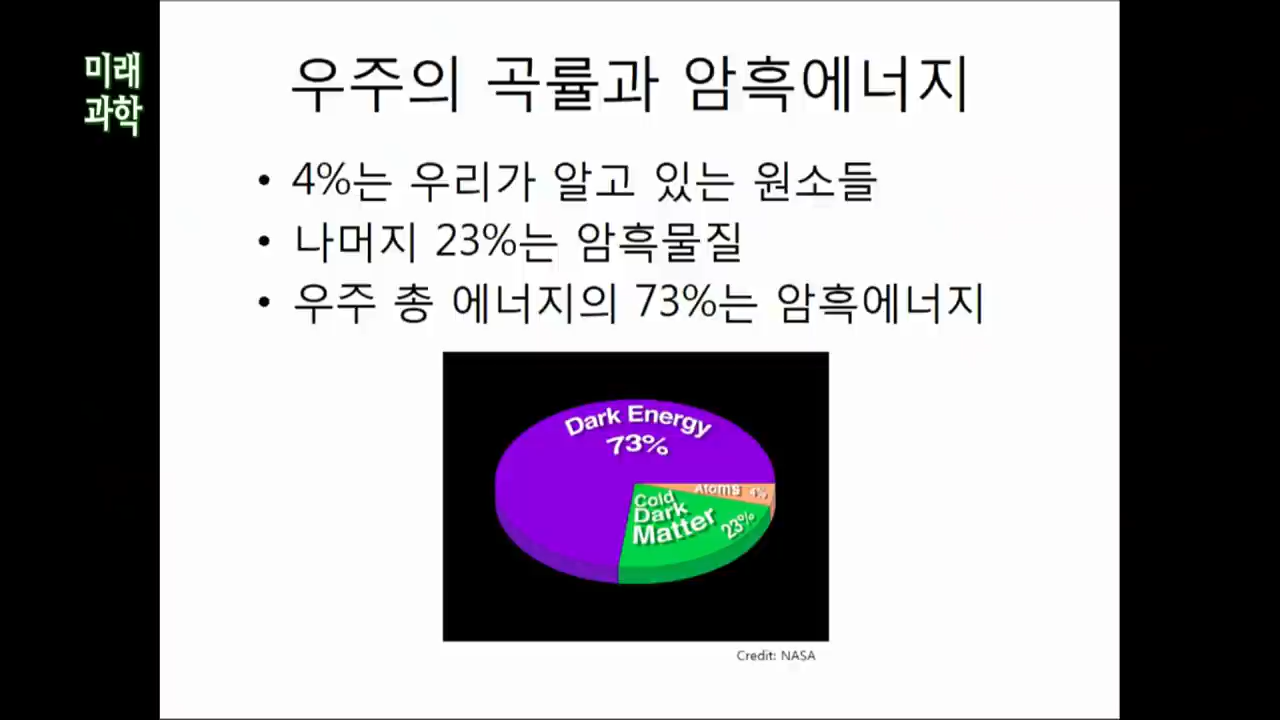 미래
과학
우주의 곡률과 암흑에너지
• 4%는 우리가 알고 있는 원소들
• 나머지 23%는 암흑물질
• 우주 총 에너지의 73%는 암흑에너지
Dark Energy
73%
Atoms 4%
Cold
Dark
Matter 23%
Credit: NASA